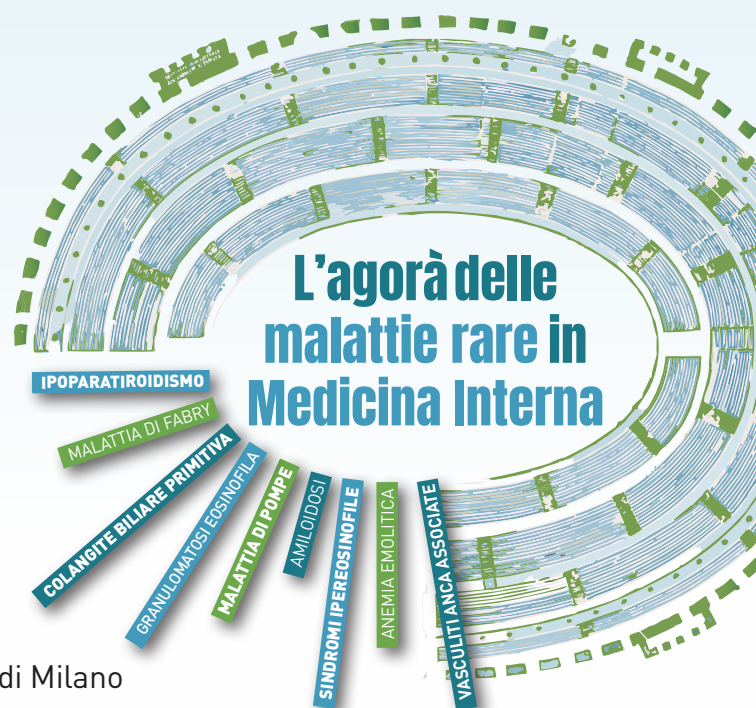 L'agorà delle
malattie rare in
Medicina Interna
IPOPARATIROIDISMO
MALATTIA DI FABRY
COLANGITE BILIARE PRIMITIVA
GRANULOMATOSI EOSINOFILA
MALATTIA DI POMPE
AMILOIDOSI
SINDROMI IPEREOSINOFILE
ANEMIA EMOLITICA
VASCULITI ANCA ASSOCIATE
di Milano